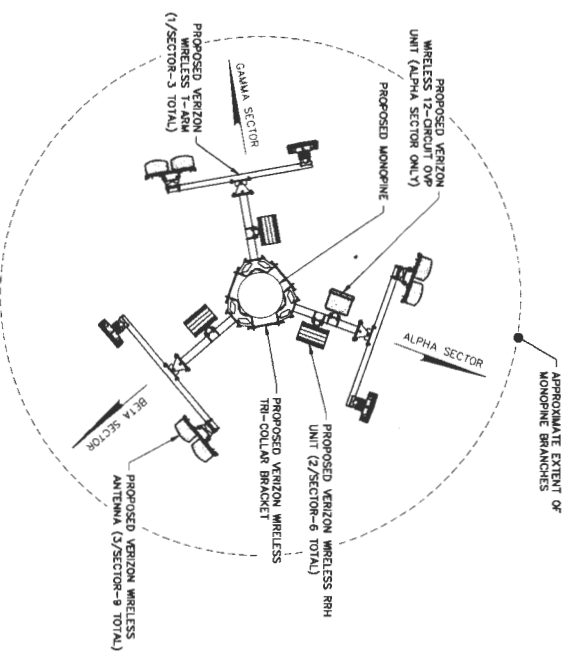 APPROXIMATE EXTENT OF
MONOPINE BRANCHES
PROPOSED VERIZON
WIRELESS 12-CIRCUIT OVP
UNIT (ALPHA SECTOR ONLY)
PROPOSED MONOPINE
ALPHA SECTOR
GAMMA SECTOR
PROPOSED VERIZON
WIRELESS T-ARM
(1/SECTOR-3 TOTAL)
PROPOSED VERIZON WIRELESS RRH
UNIT (2/SECTOR-6 TOTAL)
PROPOSED VERIZON WIRELESS
TRI-COLLAR BRACKET
BETA SECTOR
PROPOSED VERIZON WIRELESS
ANTENNA (3/SECTOR-9 TOTAL)